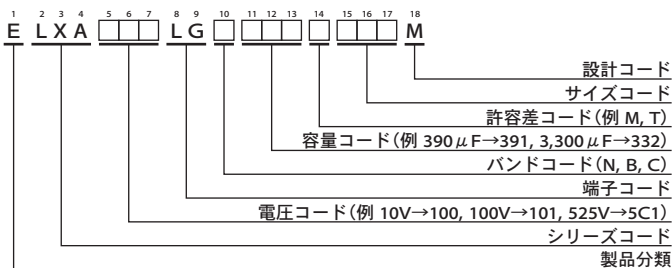 1 2 3 4 5 6 7 8 9 10 11 12 13 14 15 16 17 18
E LXA □□□ LG □ □□□ □ □□□ M
設計コード
サイズコード
許容差コード(例 M, T)
容量コード(例 390μF→391, 3,300μF→332)
バンドコード(N, B, C)
端子コード
電圧コード(例 10V→100, 100V→101, 525V→5C1)
シリーズコード
製品分類